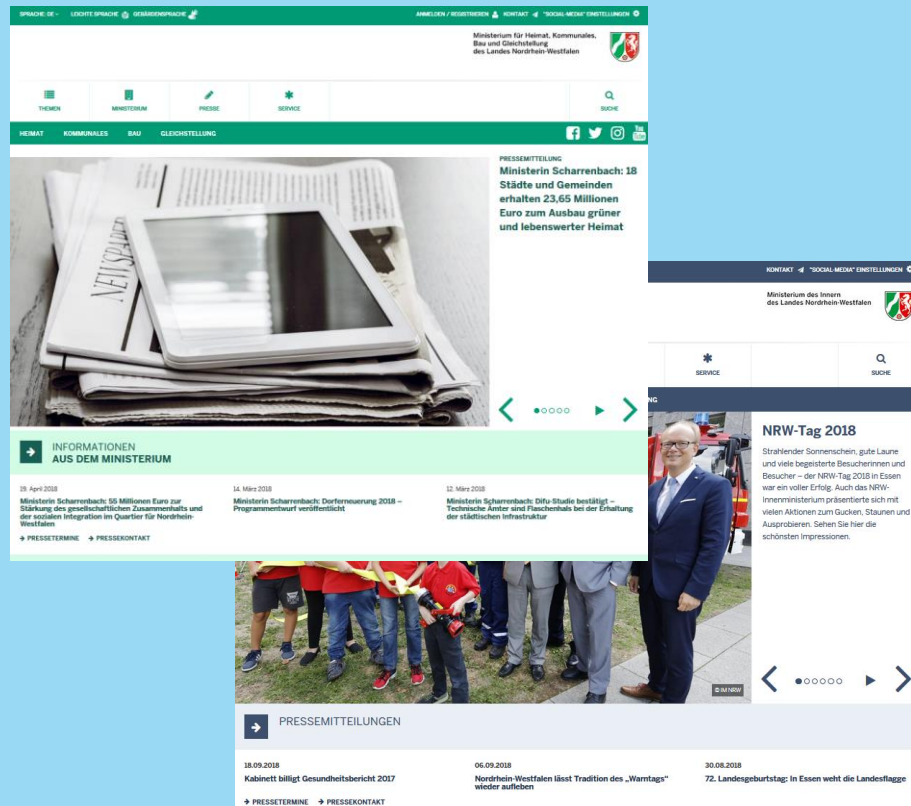 SPRACHE: DE
LEICHTE SPRACHE
GEBÄRDENSPRACHE
ANMELDEN / REGISTRIEREN
KONTAKT
"SOCIAL-MEDIA" EINSTELLUNGEN
Ministerium für Heimat, Kommunales,
Bau und Gleichstellung
des Landes Nordrhein-Westfalen
THEMEN
MINISTERIUM
PRESSE
SERVICE
SUCHE
HEIMAT
KOMMUNALES
BAU
GLEICHSTELLUNG
You
Tube
NEWSPAPER
PRESSEMITTEILUNG
Ministerin Scharrenbach: 18
Städte und Gemeinden
erhalten 23,65 Millionen
Euro zum Ausbau grüner
und lebenswerter Heimat
INFORMATIONEN
AUS DEM MINISTERIUM
19. April 2018
Ministerin Scharrenbach: 55 Millionen Euro zur
Stärkung des gesellschaftlichen Zusammenhalts und
der sozialen Integration im Quartier für Nordrhein-
Westfalen
→ PRESSETERMINE → PRESSEKONTAKT
14. März 2018
Ministerin Scharrenbach: Dorferneuerung 2018 –
Programmentwurf veröffentlicht
12. März 2018
Ministerin Scharrenbach: Difu-Studie bestätigt –
Technische Ämter sind Flaschenhals bei der Erhaltung
der städtischen Infrastruktur
KONTAKT
"SOCIAL-MEDIA" EINSTELLUNGEN
Ministerium des Innern
des Landes Nordrhein-Westfalen
SERVICE
SUCHE
NG
NRW-Tag 2018
Strahlender Sonnenschein, gute Laune
und viele begeisterte Besucherinnen und
Besucher – der NRW-Tag 2018 in Essen
war ein voller Erfolg. Auch das NRW-
Innenministerium präsentierte sich mit
vielen Aktionen zum Gucken, Staunen und
Ausprobieren. Sehen Sie hier die
schönsten Impressionen.
© IM NRW
PRESSEMITTEILUNGEN
18.09.2018
Kabinett billigt Gesundheitsbericht 2017
→ PRESSETERMINE → PRESSEKONTAKT
06.09.2018
Nordrhein-Westfalen lässt Tradition des „Warntags"
wieder aufleben
30.08.2018
72. Landesgeburtstag: In Essen weht die Landesflagge